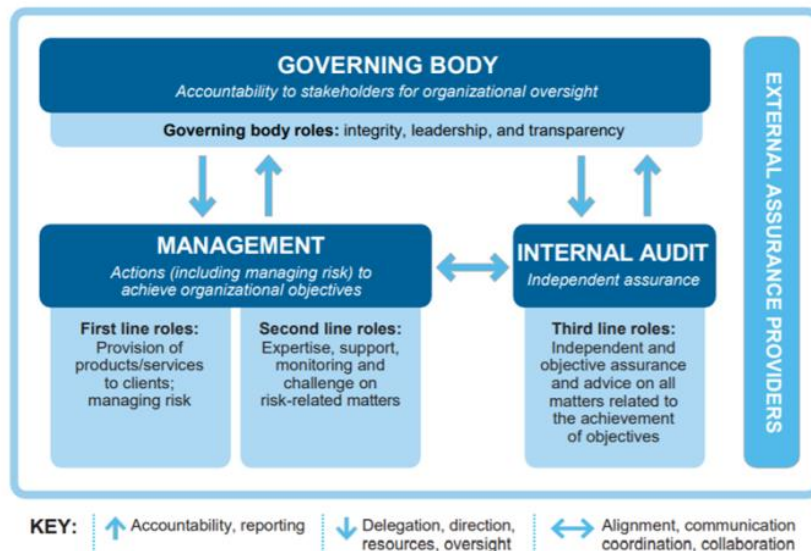 GOVERNING BODY
Accountability to stakeholders for organizational oversight
Governing body roles: integrity, leadership, and transparency
MANAGEMENT
Actions (including managing risk) to
achieve organizational objectives
First line roles:
Provision of
products/services
to clients;
managing risk
Second line roles:
Expertise, support,
monitoring and
challenge on
risk-related matters
INTERNAL AUDIT
Independent assurance
Third line roles:
Independent and
objective assurance
and advice on all
matters related to
the achievement
of objectives
EXTERNAL ASSURANCE PROVIDERS
KEY:
Accountability, reporting
Delegation, direction,
resources, oversight
Alignment, communication
coordination, collaboration